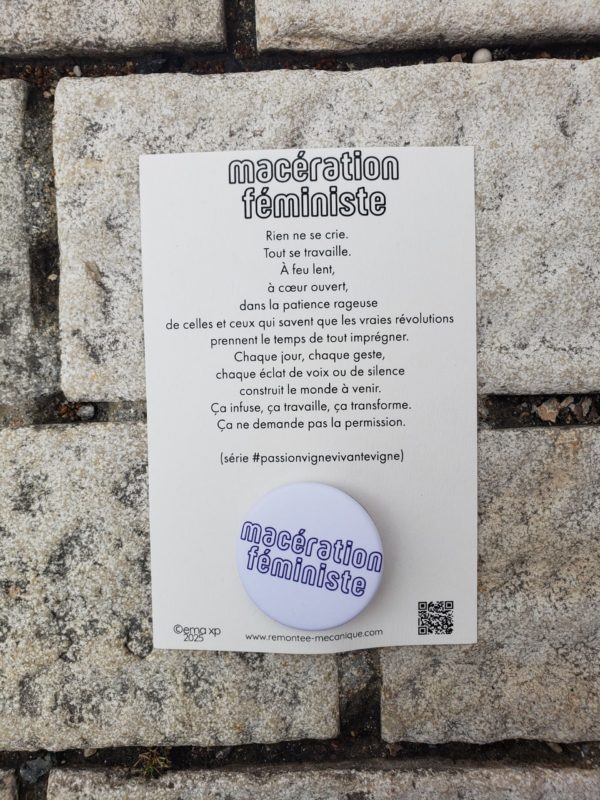 macération
féministe
Rien ne se crie.
Tout se travaille.
À feu lent,
à cœur ouvert,
dans la patience rageuse
de celles et ceux qui savent que les vraies révolutions
prennent le temps de tout imprégner.
Chaque jour, chaque geste,
chaque éclat de voix ou de silence
construit le monde à venir.
Ça infuse, ça travaille, ça transforme.
Ça ne demande pas la permission.
(série #passionvignevivantevigne)
macération
féministe
©ema xp
2025
www.remontee-mecanique.com